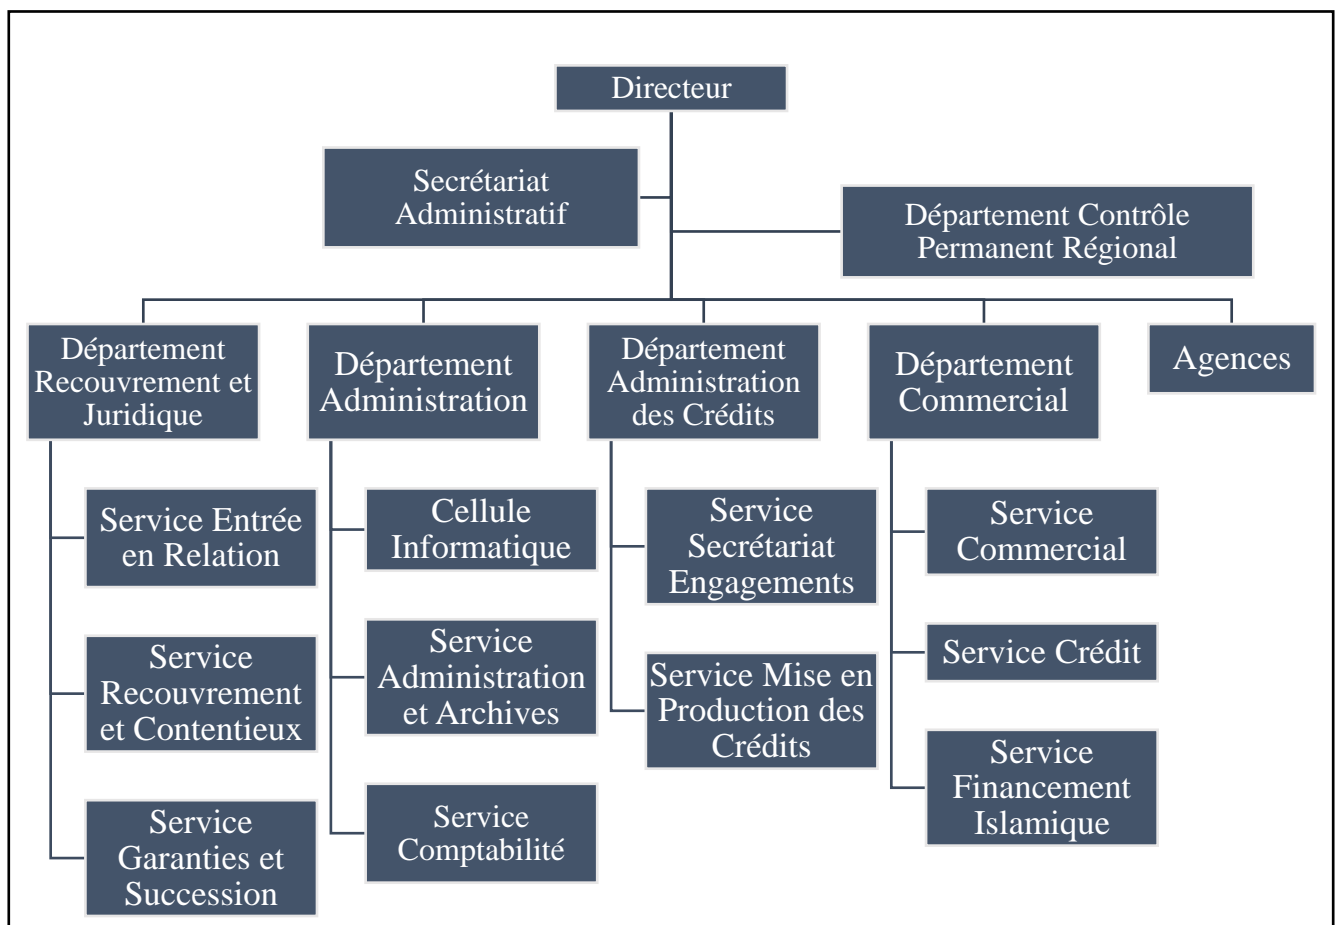 Directeur
Secrétariat
Administratif
Département Contrôle
Permanent Régional
Département
Recouvrement et
Juridique
Département
Administration
Département
Administration
des Crédits
Département
Commercial
Agences
Service Entrée
en Relation
Service
Recouvrement
et Contentieux
Service
Garanties et
Succession
Cellule
Informatique
Service
Administration
et Archives
Service
Comptabilité
Service
Secrétariat
Engagements
Service Mise en
Production des
Crédits
Service
Commercial
Service Crédit
Service
Financement
Islamique